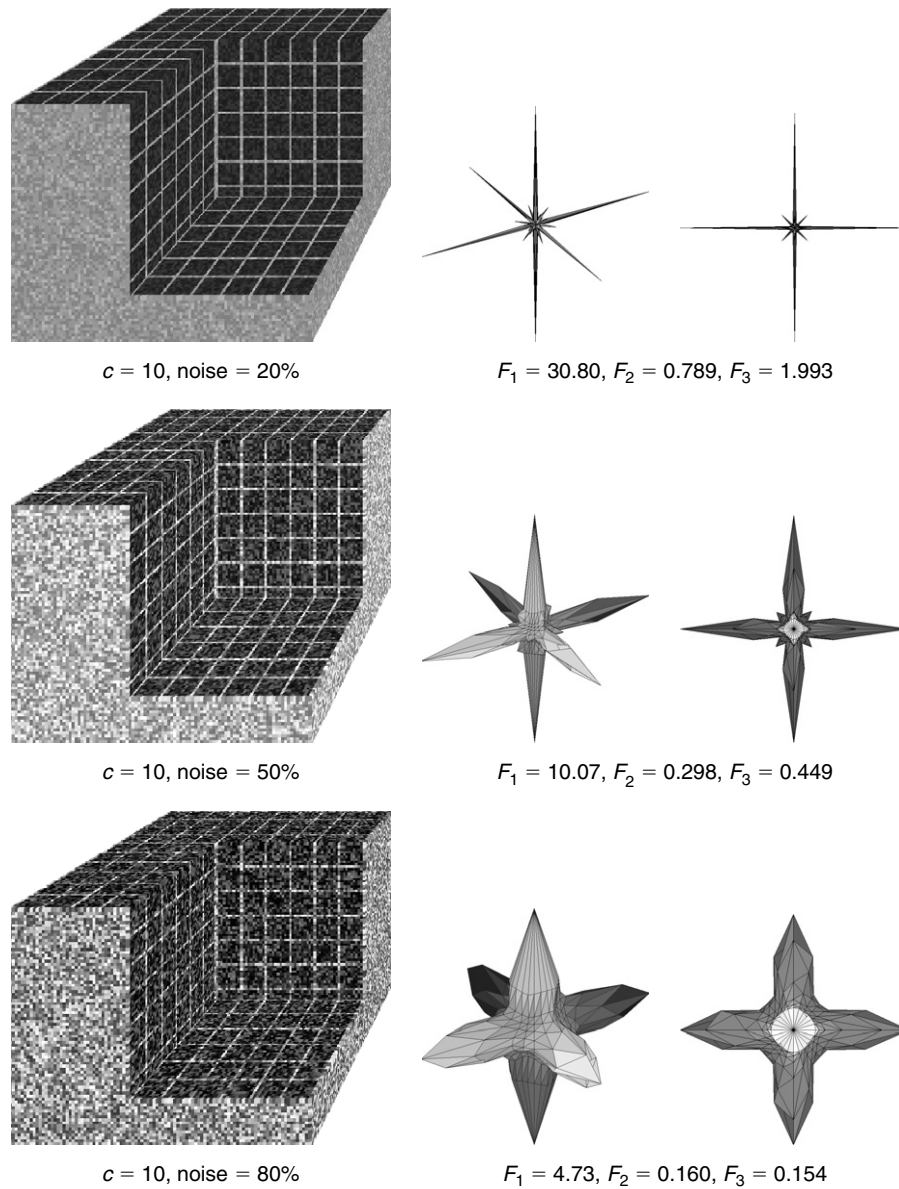 c = 10, noise = 20%
F1 = 30.80, F2 = 0.789, F3 = 1.993
c = 10, noise = 50%
F1 = 10.07, F2 = 0.298, F3 = 0.449
c = 10, noise = 80%
F1 = 4.73, F2 = 0.160, F3 = 0.154